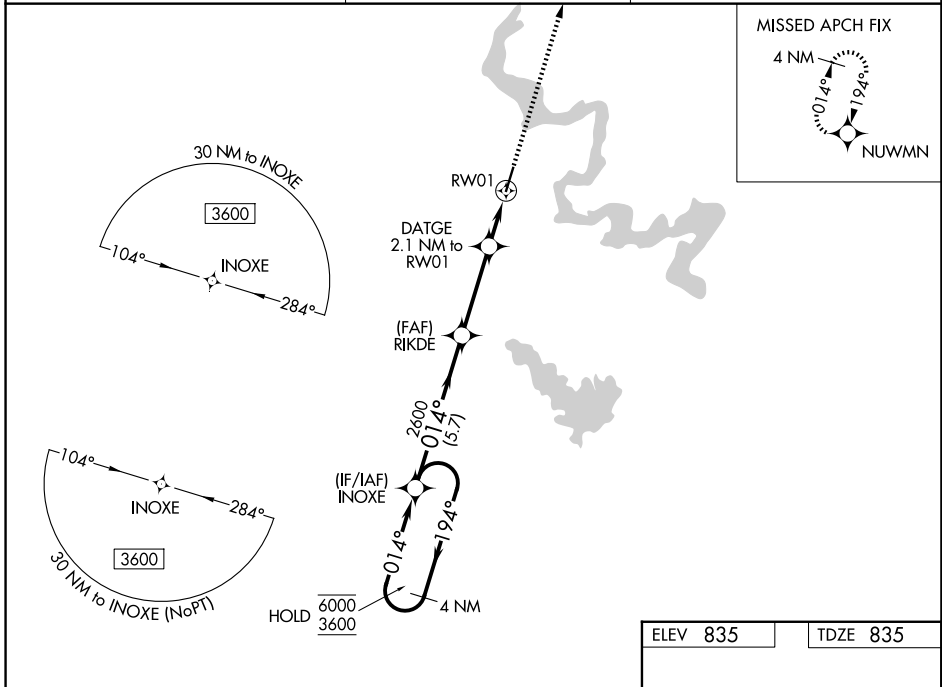 MISSED APCH FIX
4 NM
014°
194°
NUWMN
30 NM to INOXE
3600
104°
INOXE
284°
RW01
DATGE
2.1 NM to
RW01
(FAF)
RIKDE
2600
014°
(5.7)
104°
INOXE
284°
3600
30 NM to INOXE (NoPT)
(IF/IAF)
INOXE
014°
194°
HOLD 6000
3600
4 NM
ELEV 835
TDZE 835